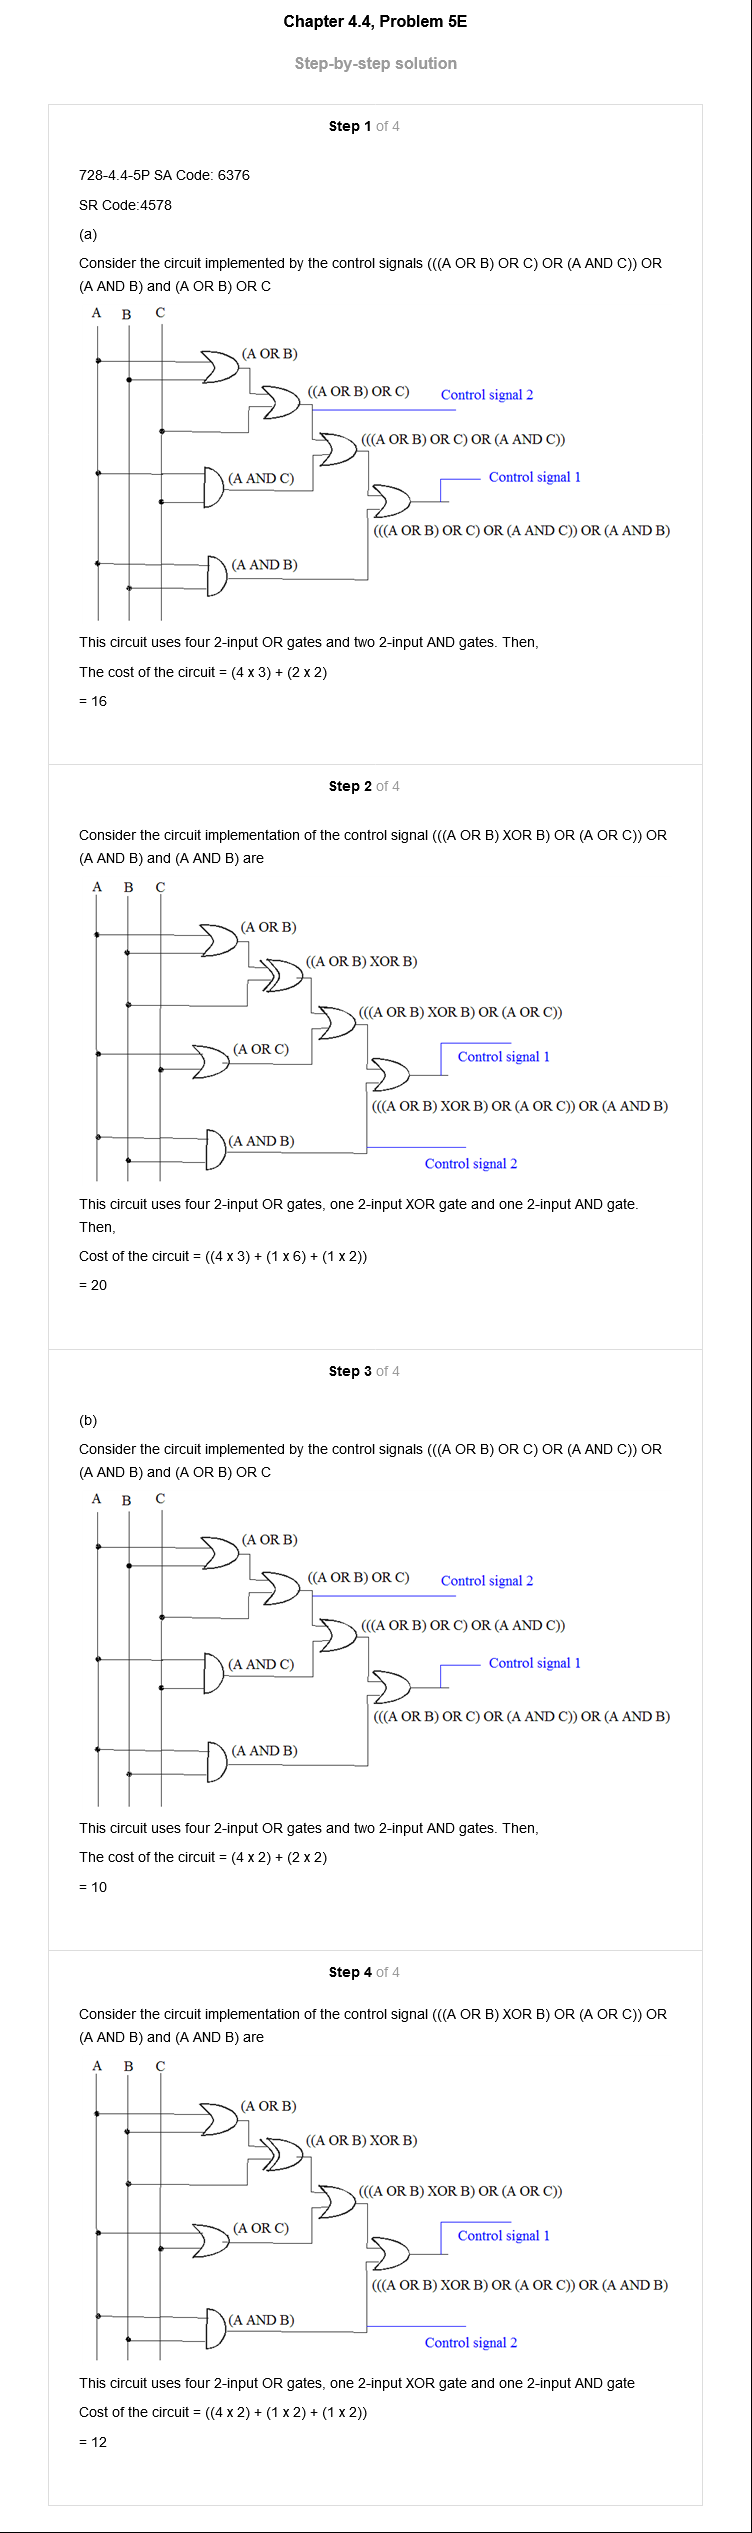 Chapter 4.4, Problem 5E
Step-by-step solution
Step 1 of 4
728-4.4-5P SA Code: 6376
SR Code:4578
(a)
Consider the circuit implemented by the control signals (((A OR B) OR C) OR (A AND C)) OR
(A AND B) and (A OR B) OR C
A B C
(A OR B)
((A OR B) OR C) Control signal 2
(((A OR B) OR C) OR (A AND C))
(A AND C) Control signal 1
(((A OR B) OR C) OR (A AND C)) OR (A AND B)
(A AND B)
This circuit uses four 2-input OR gates and two 2-input AND gates. Then,
The cost of the circuit = (4 x 3) + (2 x 2)
= 16
Step 2 of 4
Consider the circuit implementation of the control signal (((A OR B) XOR B) OR (A OR C)) OR
(A AND B) and (A AND B) are
A B C
(A OR B)
((A OR B) XOR B)
(((A OR B) XOR B) OR (A OR C))
(A OR C) Control signal 1
(((A OR B) XOR B) OR (A OR C)) OR (A AND B)
(A AND B)
Control signal 2
This circuit uses four 2-input OR gates, one 2-input XOR gate and one 2-input AND gate.
Then,
Cost of the circuit = ((4 x 3) + (1 x 6) + (1 x 2))
= 20
Step 3 of 4
(b)
Consider the circuit implemented by the control signals (((A OR B) OR C) OR (A AND C)) OR
(A AND B) and (A OR B) OR C
A B C
(A OR B)
((A OR B) OR C) Control signal 2
(((A OR B) OR C) OR (A AND C))
(A AND C) Control signal 1
(((A OR B) OR C) OR (A AND C)) OR (A AND B)
(A AND B)
This circuit uses four 2-input OR gates and two 2-input AND gates. Then,
The cost of the circuit = (4 x 2) + (2 x 2)
= 10
Step 4 of 4
Consider the circuit implementation of the control signal (((A OR B) XOR B) OR (A OR C)) OR
(A AND B) and (A AND B) are
A B C
(A OR B)
((A OR B) XOR B)
(((A OR B) XOR B) OR (A OR C))
(A OR C) Control signal 1
(((A OR B) XOR B) OR (A OR C)) OR (A AND B)
(A AND B)
Control signal 2
This circuit uses four 2-input OR gates, one 2-input XOR gate and one 2-input AND gate
Cost of the circuit = ((4 x 2) + (1 x 2) + (1 x 2))
= 12